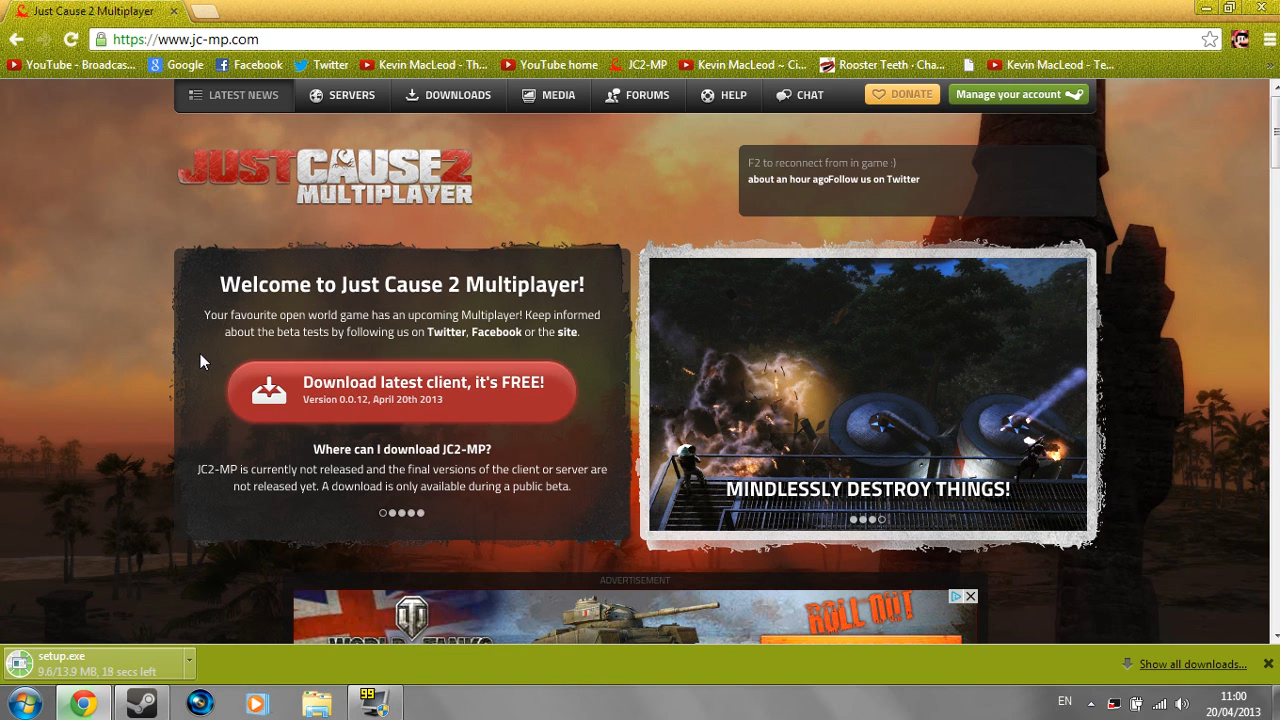 Just Cause 2 Multiplayer
https://www.jc-mp.com
YouTube - Broadcas...
Google
Facebook
Twitter
Kevin MacLeod - Th...
YouTube home
JC2-MP
Kevin MacLeod ~ Ci...
Rooster Teeth · Cha...
Kevin MacLeod - Te...
»
LATEST NEWS
SERVERS
DOWNLOADS
MEDIA
FORUMS
HELP
CHAT
DONATE
Manage your account
JUST CAUSE 2
MULTIPLAYER
F2 to reconnect from in game :}
about an hour agoFollow us on Twitter
Welcome to Just Cause 2 Multiplayer!
Your favourite open world game has an upcoming Multiplayer! Keep informed
about the beta tests by following us on Twitter, Facebook or the site.
Download latest client, it's FREE!
Version 0.0.12, April 20th 2013
Where can I download JC2-MP?
JC2-MP is currently not released and the final versions of the client or server are
not released yet. A download is only available during a public beta.
MINDLESSLY DESTROY THINGS!
ADVERTISEMENT
WORLD OF TANKS
ROLL OUT!
setup.exe
9.6/13.9 MB, 18 secs left
Show all downloads...
99
EN
11:00
20/04/2013